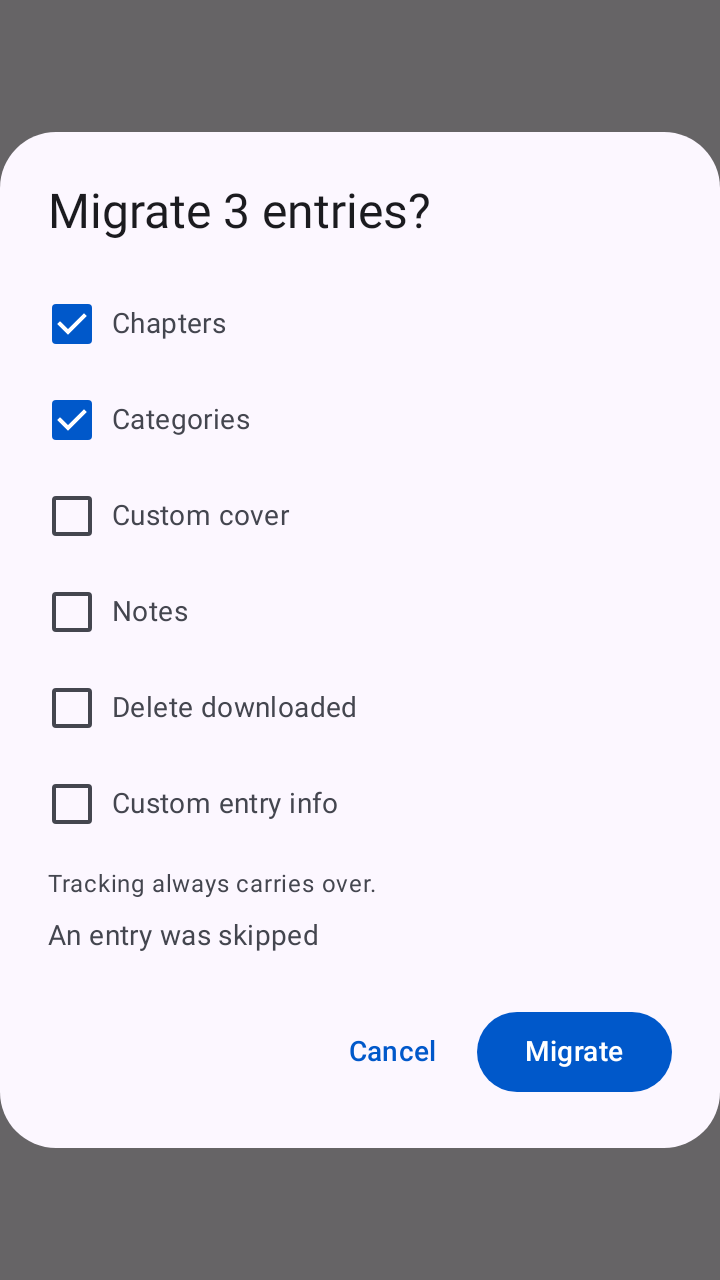 Migrate 3 entries?
Chapters
Categories
Custom cover
Notes
Delete downloaded
Custom entry info
Tracking always carries over.
An entry was skipped
Cancel
Migrate